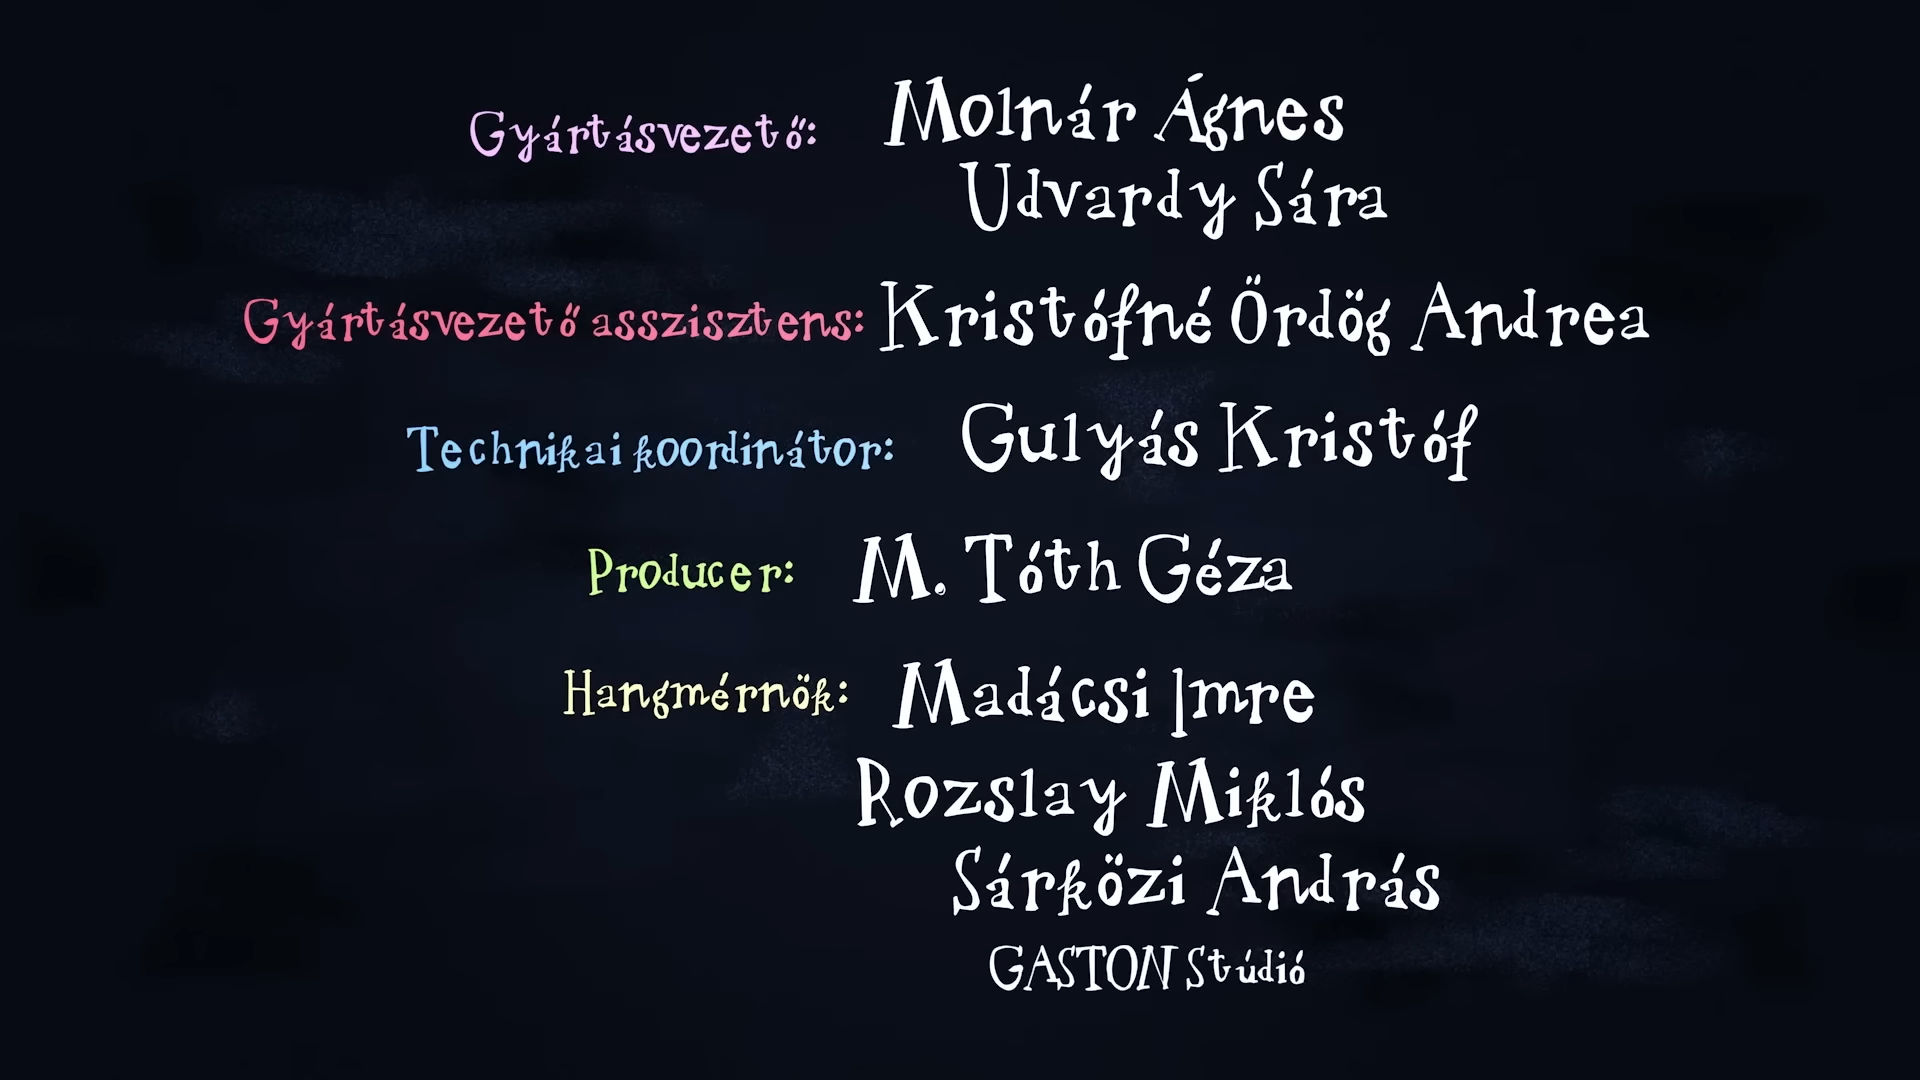 Gyártásvezető: Molnár Ágnes
Udvardy Sára
Gyártásvezető asszisztens: Kristófné Ördög Andrea
Technikai koordinátor: Gulyás Kristóf
Producer: M. Tóth Géza
Hangmérnök: Madácsi Imre
Rozslay Miklós
Sárközi András
GASTON Stúdió